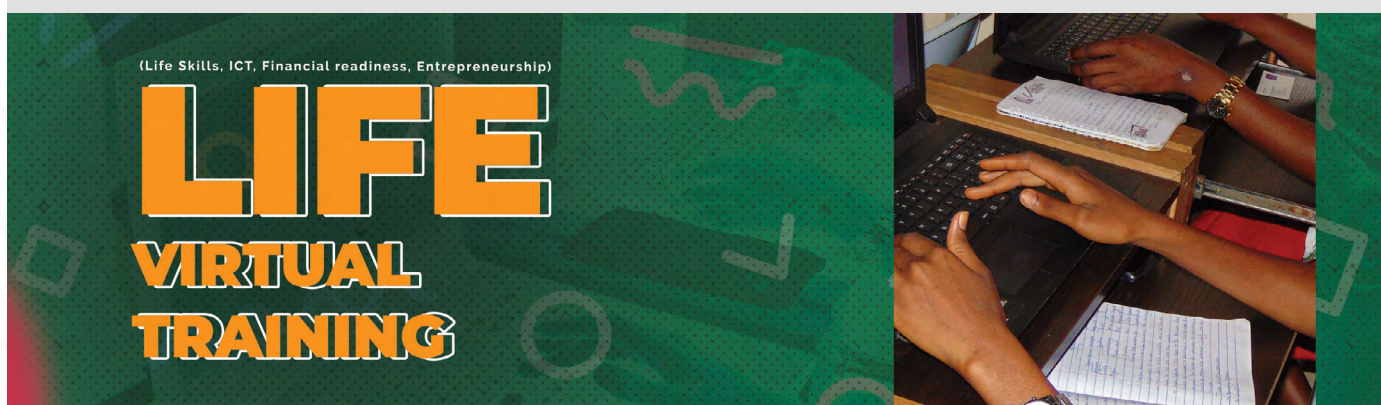 (Life Skills, ICT, Financial readiness, Entrepreneurship)
LIFE
VIRTUAL
TRAINING